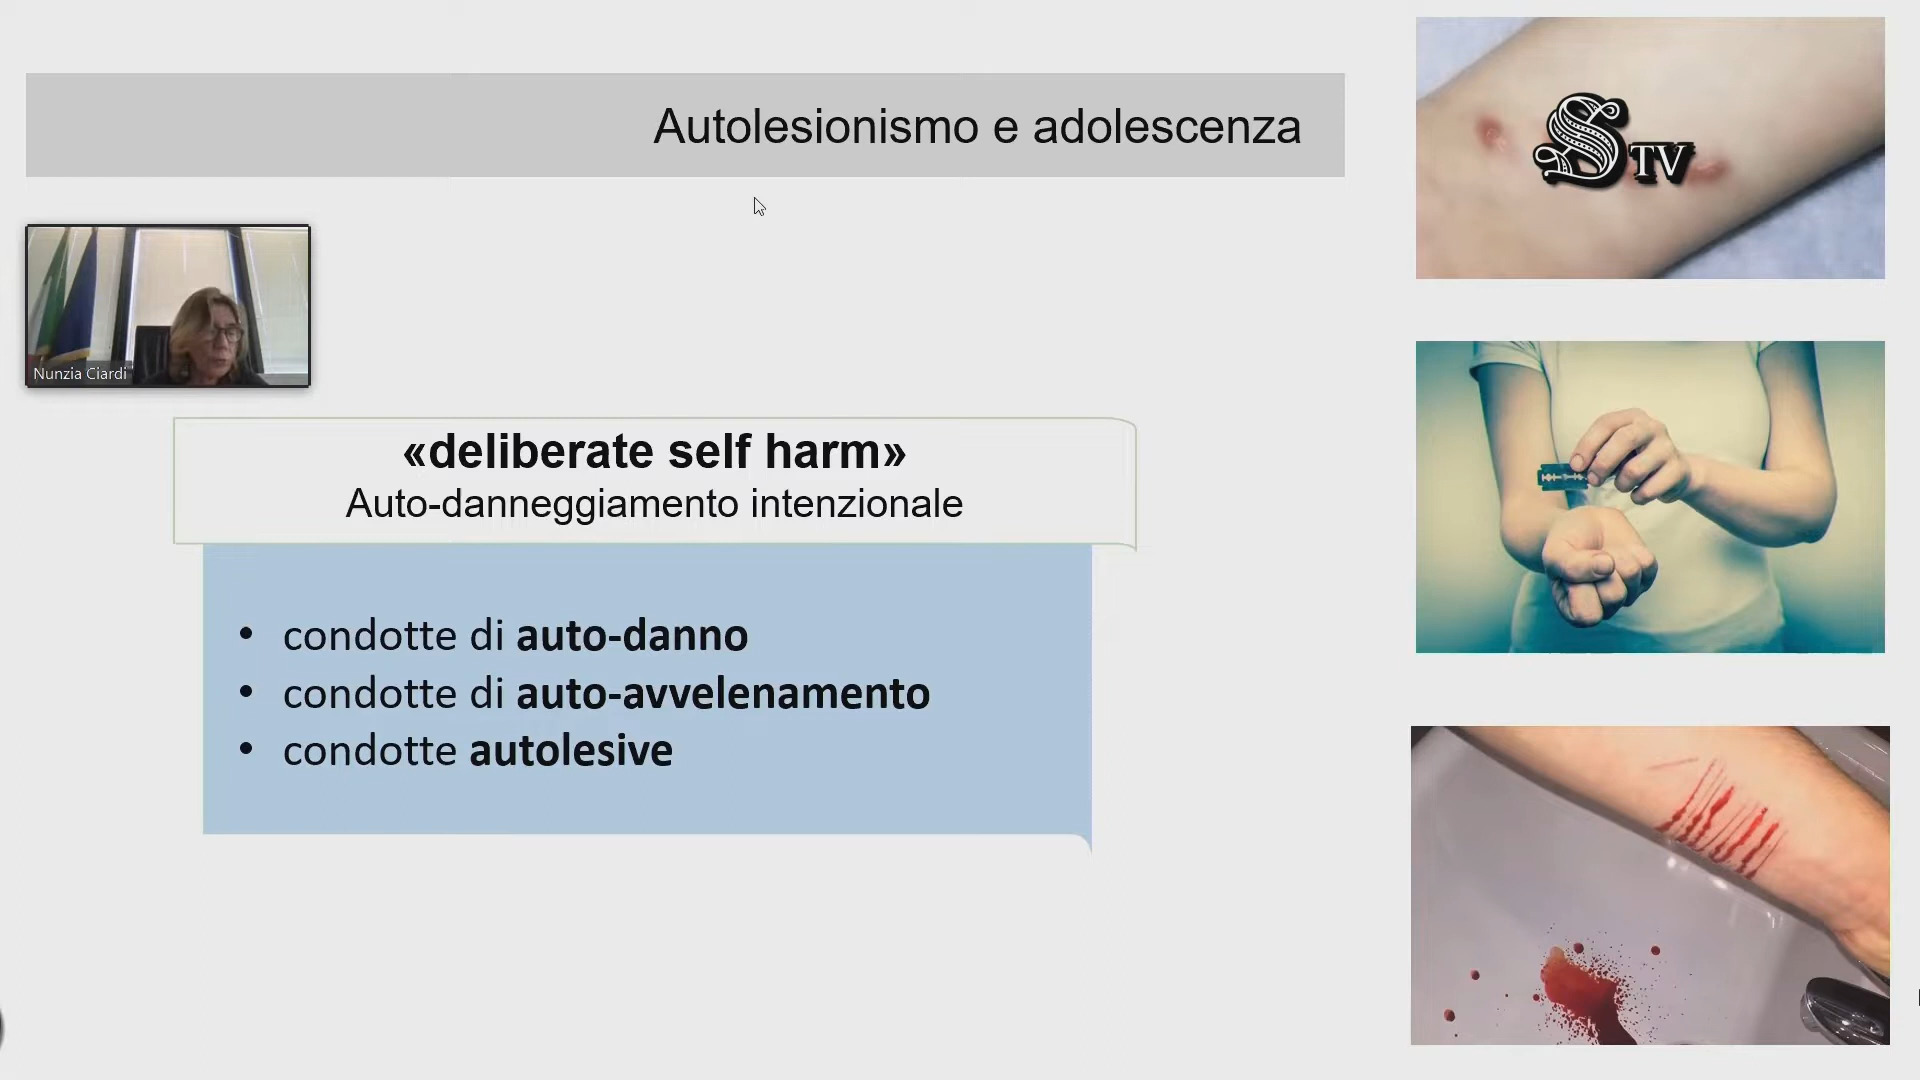 Autolesionismo e adolescenza
S TV
Nunzia Ciardi
«deliberate self harm»
Auto-danneggiamento intenzionale
• condotte di auto-danno
• condotte di auto-avvelenamento
• condotte autolesive